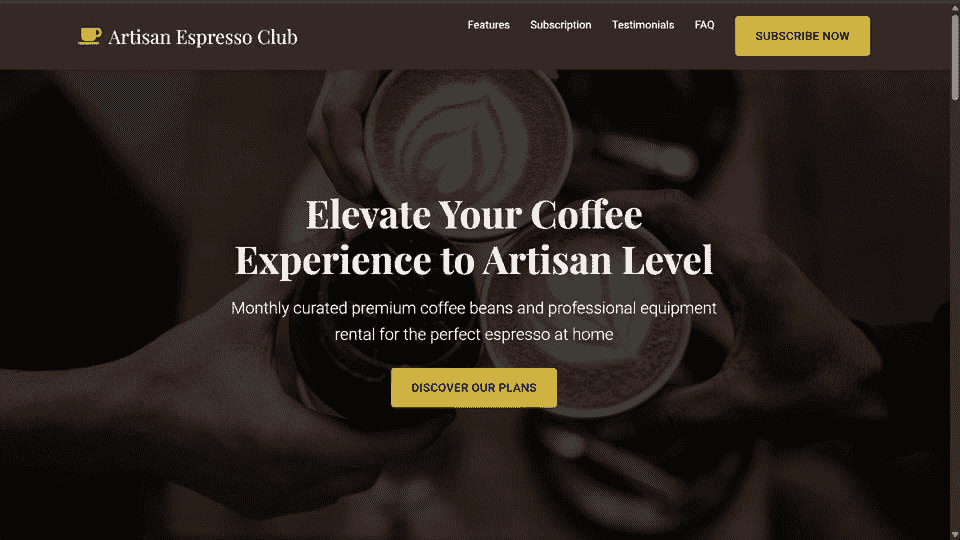 Artisan Espresso Club
Features
Subscription
Testimonials
FAQ
SUBSCRIBE NOW
Elevate Your Coffee
Experience to Artisan Level
Monthly curated premium coffee beans and professional equipment
rental for the perfect espresso at home
DISCOVER OUR PLANS